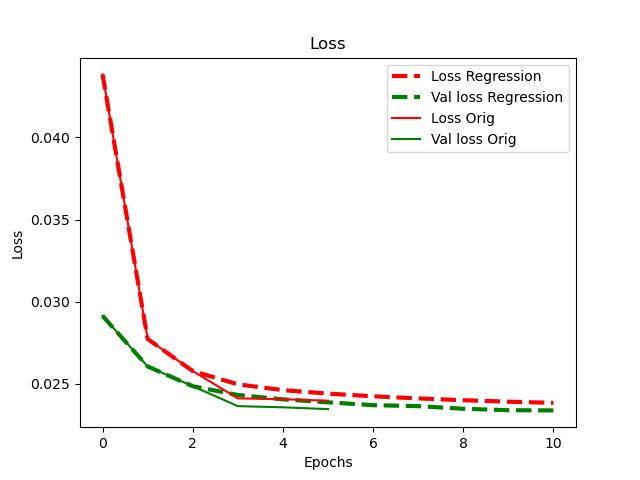 Loss
Loss Regression
Val loss Regression
Loss Orig
Val loss Orig
0.040
0.035
0.030
0.025
Loss
0 2 4 6 8 10
Epochs